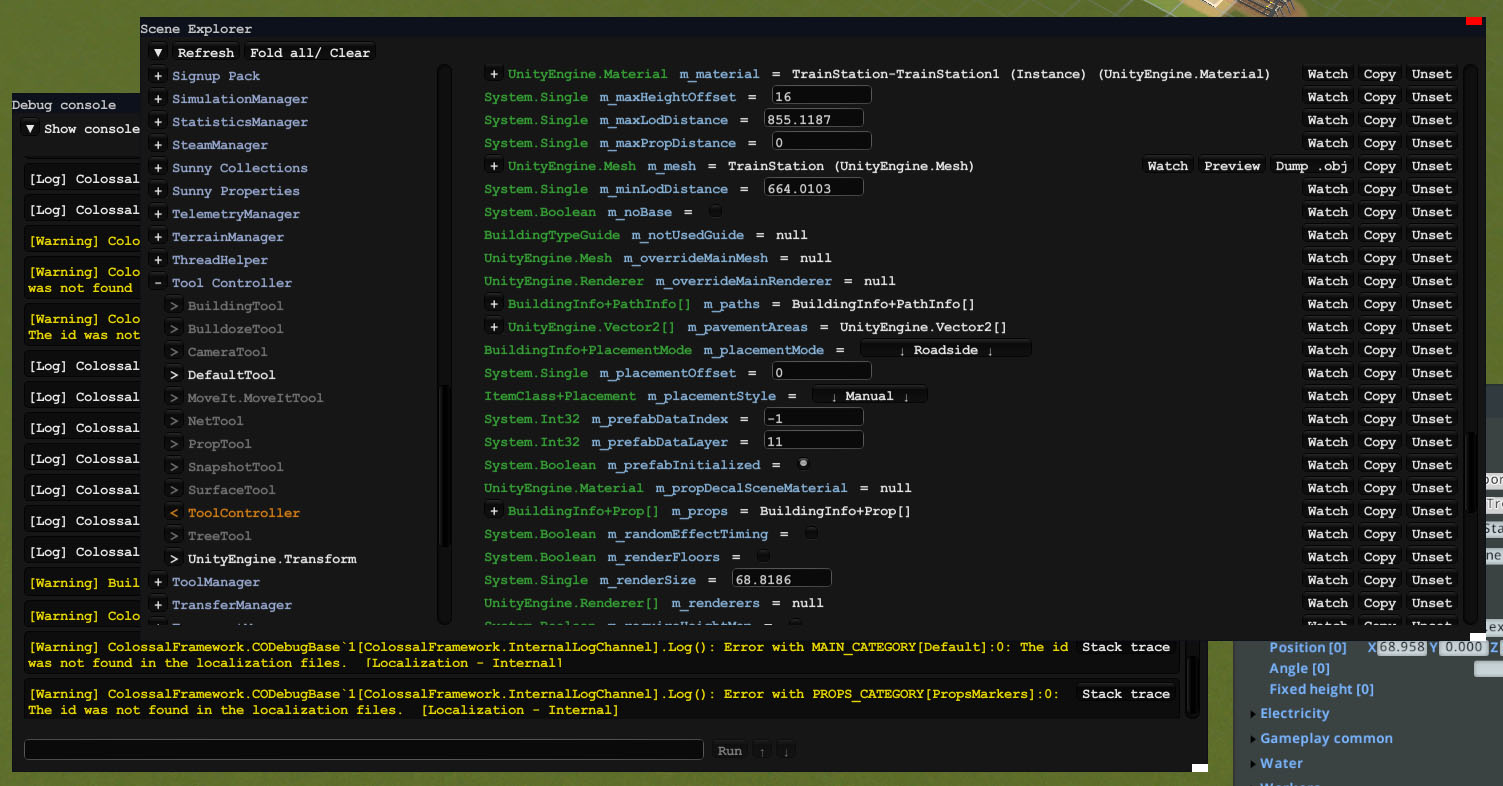 Scene Explorer
▼ Refresh Fold all/ Clear
+ Signup Pack
+ SimulationManager
+ StatisticsManager
+ SteamManager
+ Sunny Collections
+ Sunny Properties
+ TelemetryManager
+ TerrainManager
+ ThreadHelper
- Tool Controller
> BuildingTool
> BulldozeTool
> CameraTool
> DefaultTool
> MoveIt.MoveItTool
> NetTool
> PropTool
> SnapshotTool
> SurfaceTool
< ToolController
> TreeTool
> UnityEngine.Transform
+ ToolManager
+ TransferManager
+ UnityEngine.Material m_material = TrainStation-TrainStation1 (Instance) (UnityEngine.Material) Watch Copy Unset
System.Single m_maxHeightOffset = 16 Watch Copy Unset
System.Single m_maxLodDistance = 855.1187 Watch Copy Unset
System.Single m_maxPropDistance = 0 Watch Copy Unset
+ UnityEngine.Mesh m_mesh = TrainStation (UnityEngine.Mesh) Watch Preview Dump .obj Copy Unset
System.Single m_minLodDistance = 664.0103 Watch Copy Unset
System.Boolean m_noBase = Watch Copy Unset
BuildingTypeGuide m_notUsedGuide = null Watch Copy Unset
UnityEngine.Mesh m_overrideMainMesh = null Watch Copy Unset
UnityEngine.Renderer m_overrideMainRenderer = null Watch Copy Unset
+ BuildingInfo+PathInfo[] m_paths = BuildingInfo+PathInfo[] Watch Copy Unset
+ UnityEngine.Vector2[] m_pavementAreas = UnityEngine.Vector2[] Watch Copy Unset
BuildingInfo+PlacementMode m_placementMode = ↓ Roadside ↓ Watch Copy Unset
System.Single m_placementOffset = 0 Watch Copy Unset
ItemClass+Placement m_placementStyle = ↓ Manual ↓ Watch Copy Unset
System.Int32 m_prefabDataIndex = -1 Watch Copy Unset
System.Int32 m_prefabDataLayer = 11 Watch Copy Unset
System.Boolean m_prefabInitialized = Watch Copy Unset
UnityEngine.Material m_propDecalSceneMaterial = null Watch Copy Unset
+ BuildingInfo+Prop[] m_props = BuildingInfo+Prop[] Watch Copy Unset
System.Boolean m_randomEffectTiming = Watch Copy Unset
System.Boolean m_renderFloors = Watch Copy Unset
System.Single m_renderSize = 68.8186 Watch Copy Unset
UnityEngine.Renderer[] m_renderers = null Watch Copy Unset
System.Boolean m_requireHeightMap = Watch Copy Unset
Debug console
▼ Show console
[Log] Colossal
[Log] Colossal
[Warning] Colo
[Warning] Colo
was not found
[Warning] Colo
The id was not
[Log] Colossal
[Log] Colossal
[Log] Colossal
[Log] Colossal
[Log] Colossal
[Log] Colossal
[Log] Colossal
[Warning] Buil
[Warning] Colo
[Warning] ColossalFramework.CODebugBase`1[ColossalFramework.InternalLogChannel].Log(): Error with MAIN_CATEGORY[Default]:0: The id Stack trace
was not found in the localization files. [Localization - Internal]
[Warning] ColossalFramework.CODebugBase`1[ColossalFramework.InternalLogChannel].Log(): Error with PROPS_CATEGORY[PropsMarkers]:0: Stack trace
The id was not found in the localization files. [Localization - Internal]
Run ↑ ↓
Position [0] X 68.958 Y 0.000 Z
Angle [0]
Fixed height [0]
Electricity
Gameplay common
Water